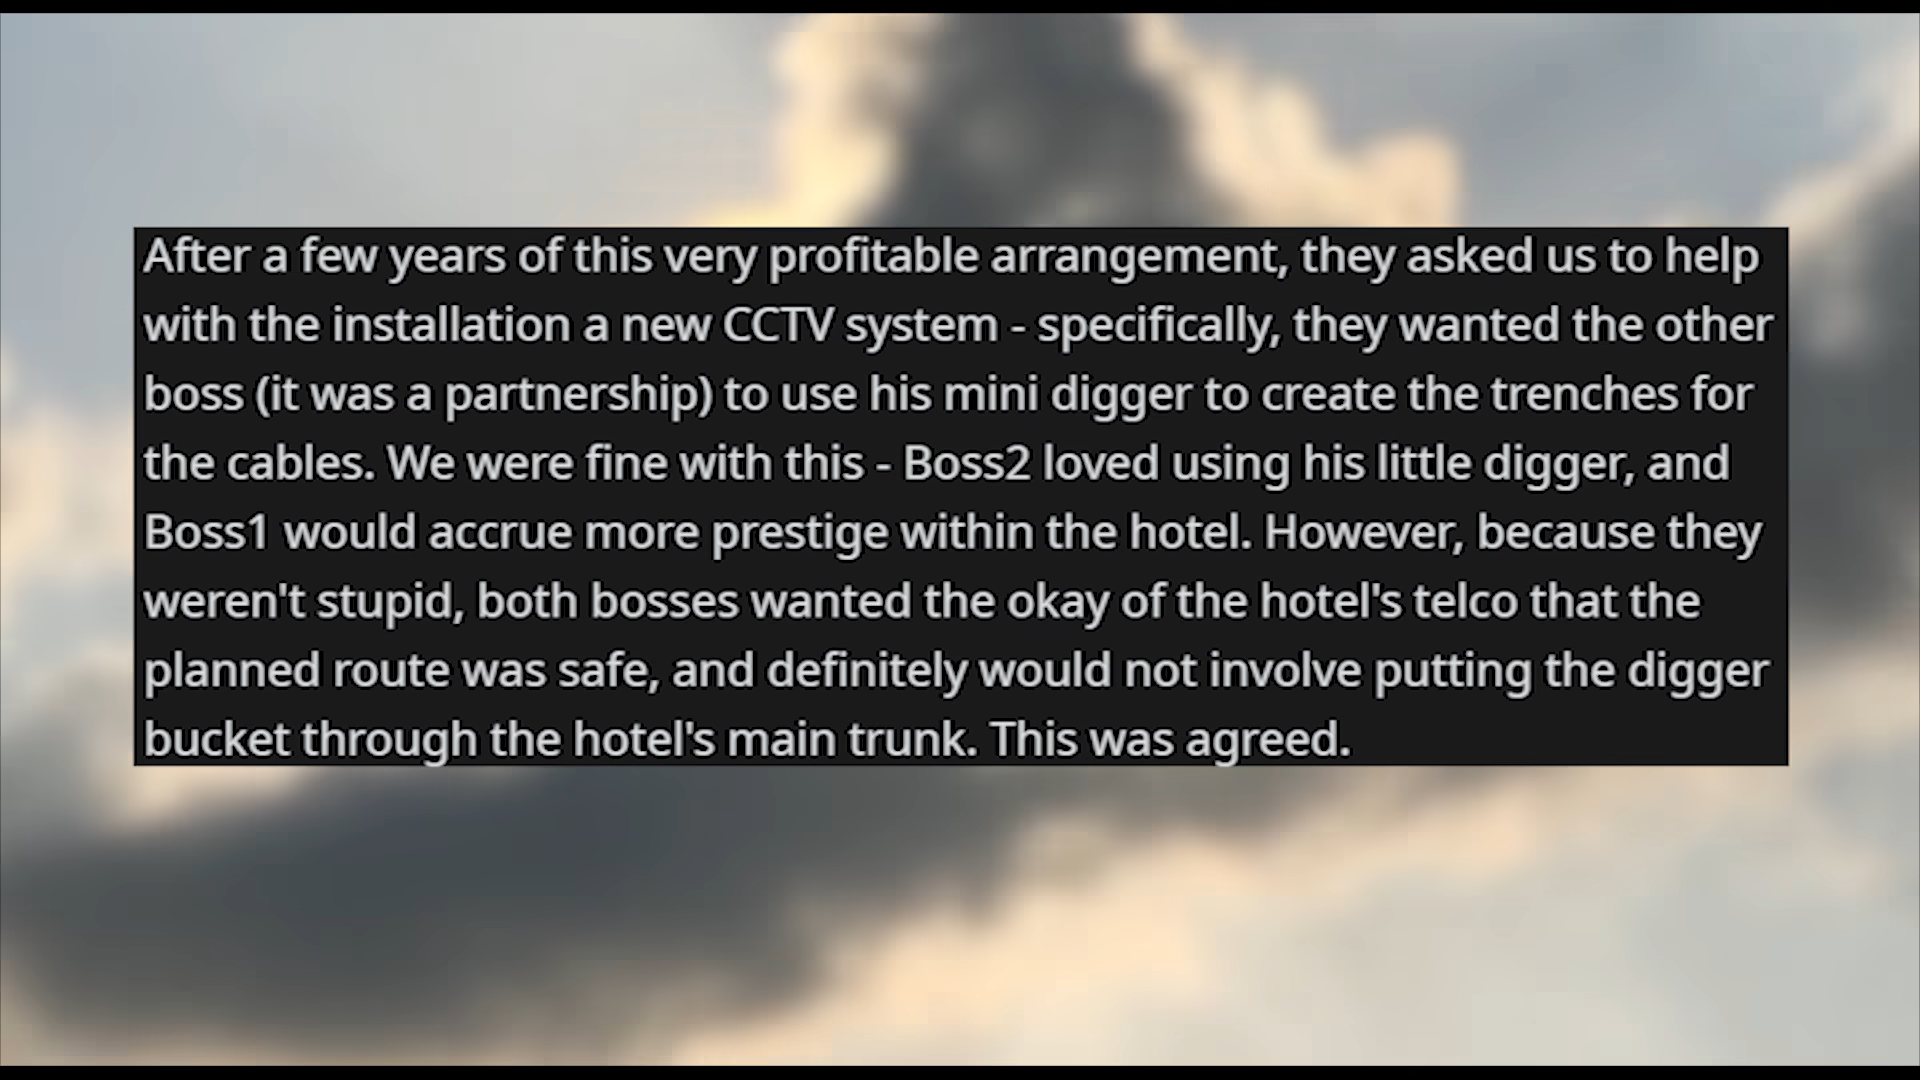 After a few years of this very profitable arrangement, they asked us to help
with the installation a new CCTV system - specifically, they wanted the other
boss (it was a partnership) to use his mini digger to create the trenches for
the cables. We were fine with this - Boss2 loved using his little digger, and
Boss1 would accrue more prestige within the hotel. However, because they
weren't stupid, both bosses wanted the okay of the hotel's telco that the
planned route was safe, and definitely would not involve putting the digger
bucket through the hotel's main trunk. This was agreed.